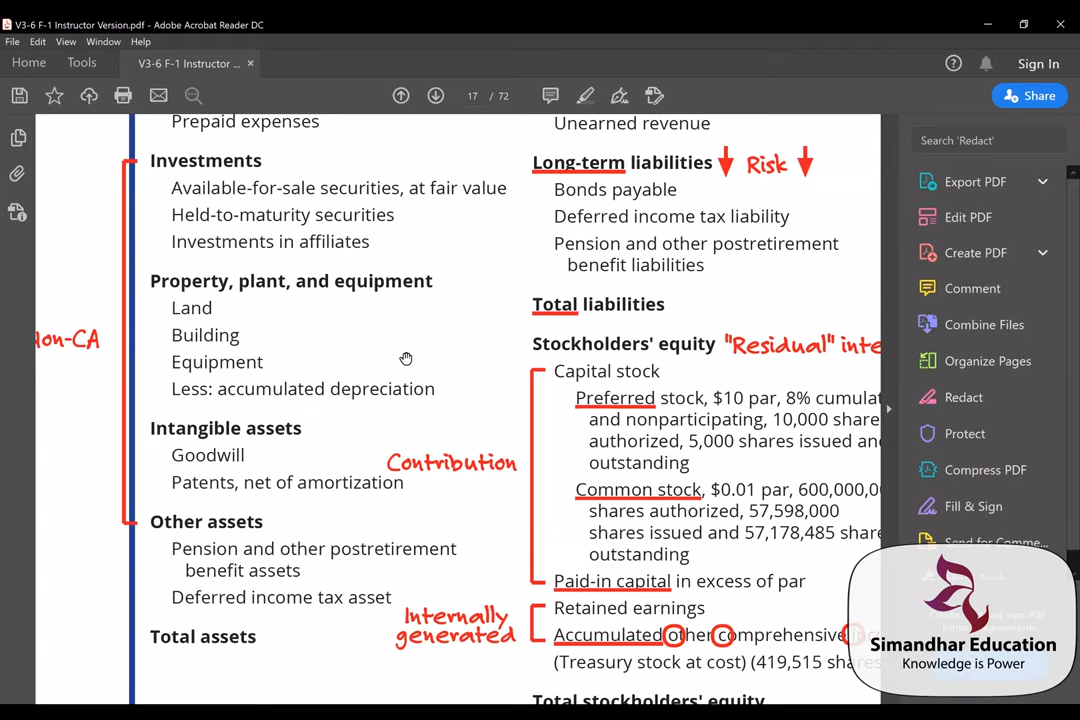 V3-6 F-1 Instructor Version.pdf - Adobe Acrobat Reader DC
File Edit View Window Help
Home Tools V3-6 F-1 Instructor ... × Sign In
17 / 72 Share
Prepaid expenses
Investments
Available-for-sale securities, at fair value
Held-to-maturity securities
Investments in affiliates
Property, plant, and equipment
Land
Building
Equipment
Less: accumulated depreciation
Non-CA
Intangible assets
Goodwill
Patents, net of amortization
Other assets
Pension and other postretirement
benefit assets
Deferred income tax asset
Total assets
Unearned revenue
Long-term liabilities Risk
Bonds payable
Deferred income tax liability
Pension and other postretirement
benefit liabilities
Total liabilities
Stockholders' equity "Residual" inte
Capital stock
Preferred stock, $10 par, 8% cumulat
and nonparticipating, 10,000 share
authorized, 5,000 shares issued and
outstanding
Contribution
Common stock, $0.01 par, 600,000,0
shares authorized, 57,598,000
shares issued and 57,178,485 share
outstanding
Paid-in capital in excess of par
Internally
generated
Retained earnings
Accumulated other comprehensive
(Treasury stock at cost) (419,515 shares
Total stockholders' equity
Search 'Redact'
Export PDF
Edit PDF
Create PDF
Comment
Combine Files
Organize Pages
Redact
Protect
Compress PDF
Fill & Sign
Send for Comme...
Simandhar Education
Knowledge is Power